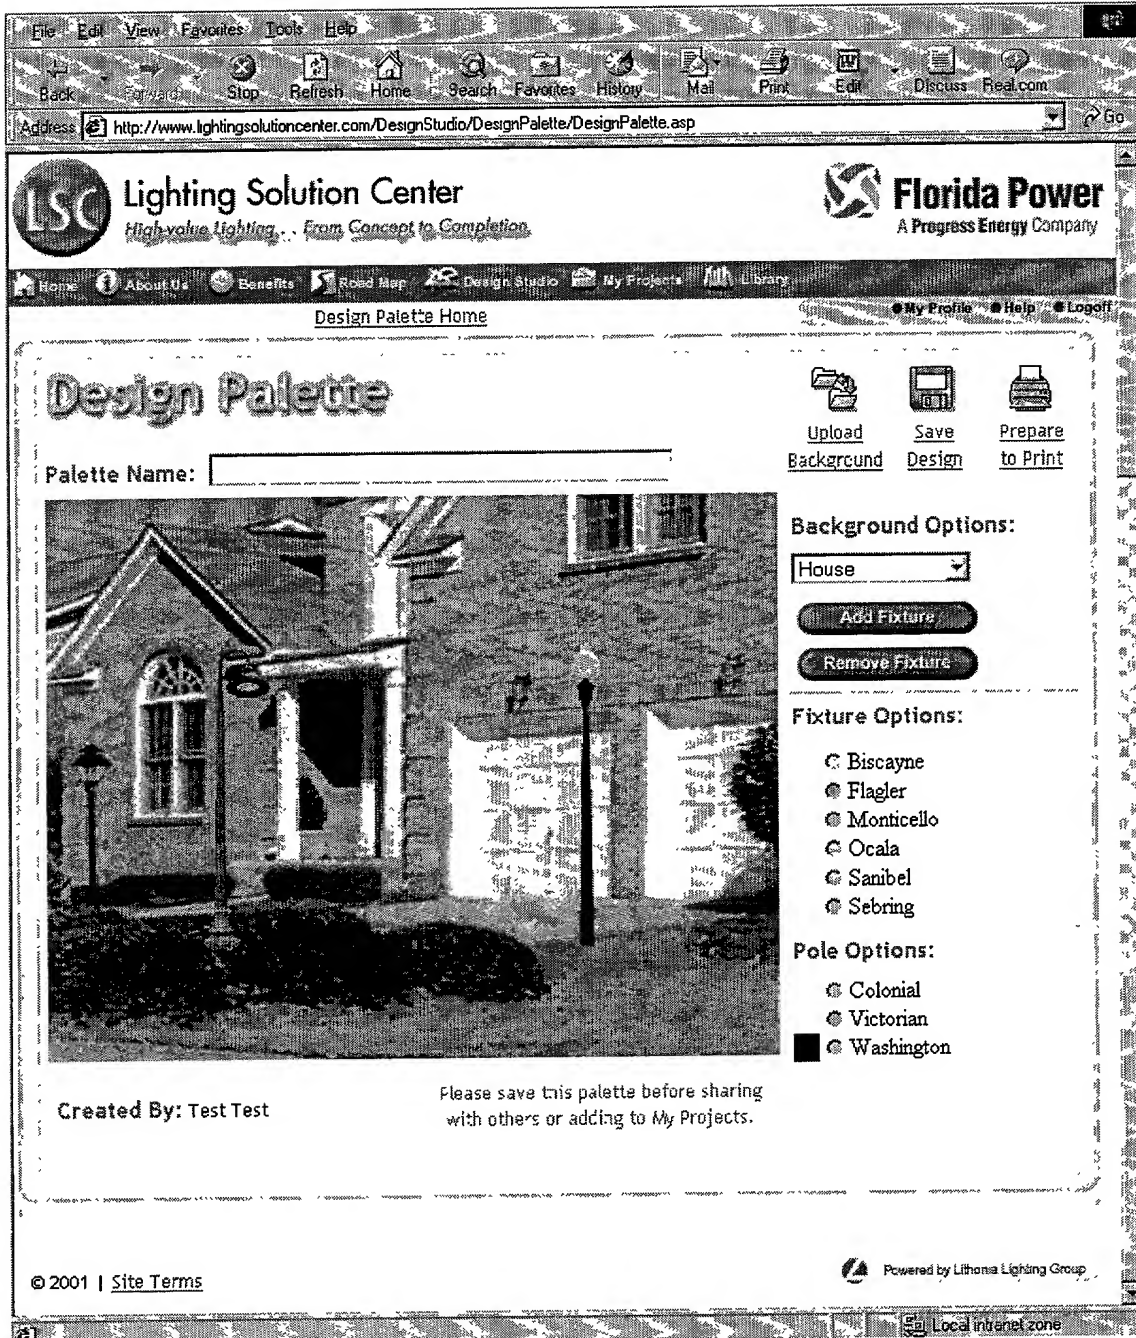 File Edit View Favorites Tools Help
Back Forward Stop Refresh Home Search Favorites History Mail Print Edit Discuss Real.com
Address http://www.lightingsolutioncenter.com/DesignStudio/DesignPalette/DesignPalette.asp Go
LSC Lighting Solution Center
High-value Lighting... From Concept to Completion
Florida Power
A Progress Energy Company
Home About Us Benefits Road Map Design Studio My Projects Library
Design Palette Home
My Profile Help Logoff
Design Palette
Upload Background
Save Design
Prepare to Print
Palette Name:
Background Options:
House
Add Fixture
Remove Fixture
Fixture Options:
Biscayne
Flagler
Monticello
Ocala
Sanibel
Sebring
Pole Options:
Colonial
Victorian
Washington
Created By: Test Test
Please save this palette before sharing
with others or adding to My Projects.
© 2001 | Site Terms
Powered by Lithonia Lighting Group
Local intranet zone